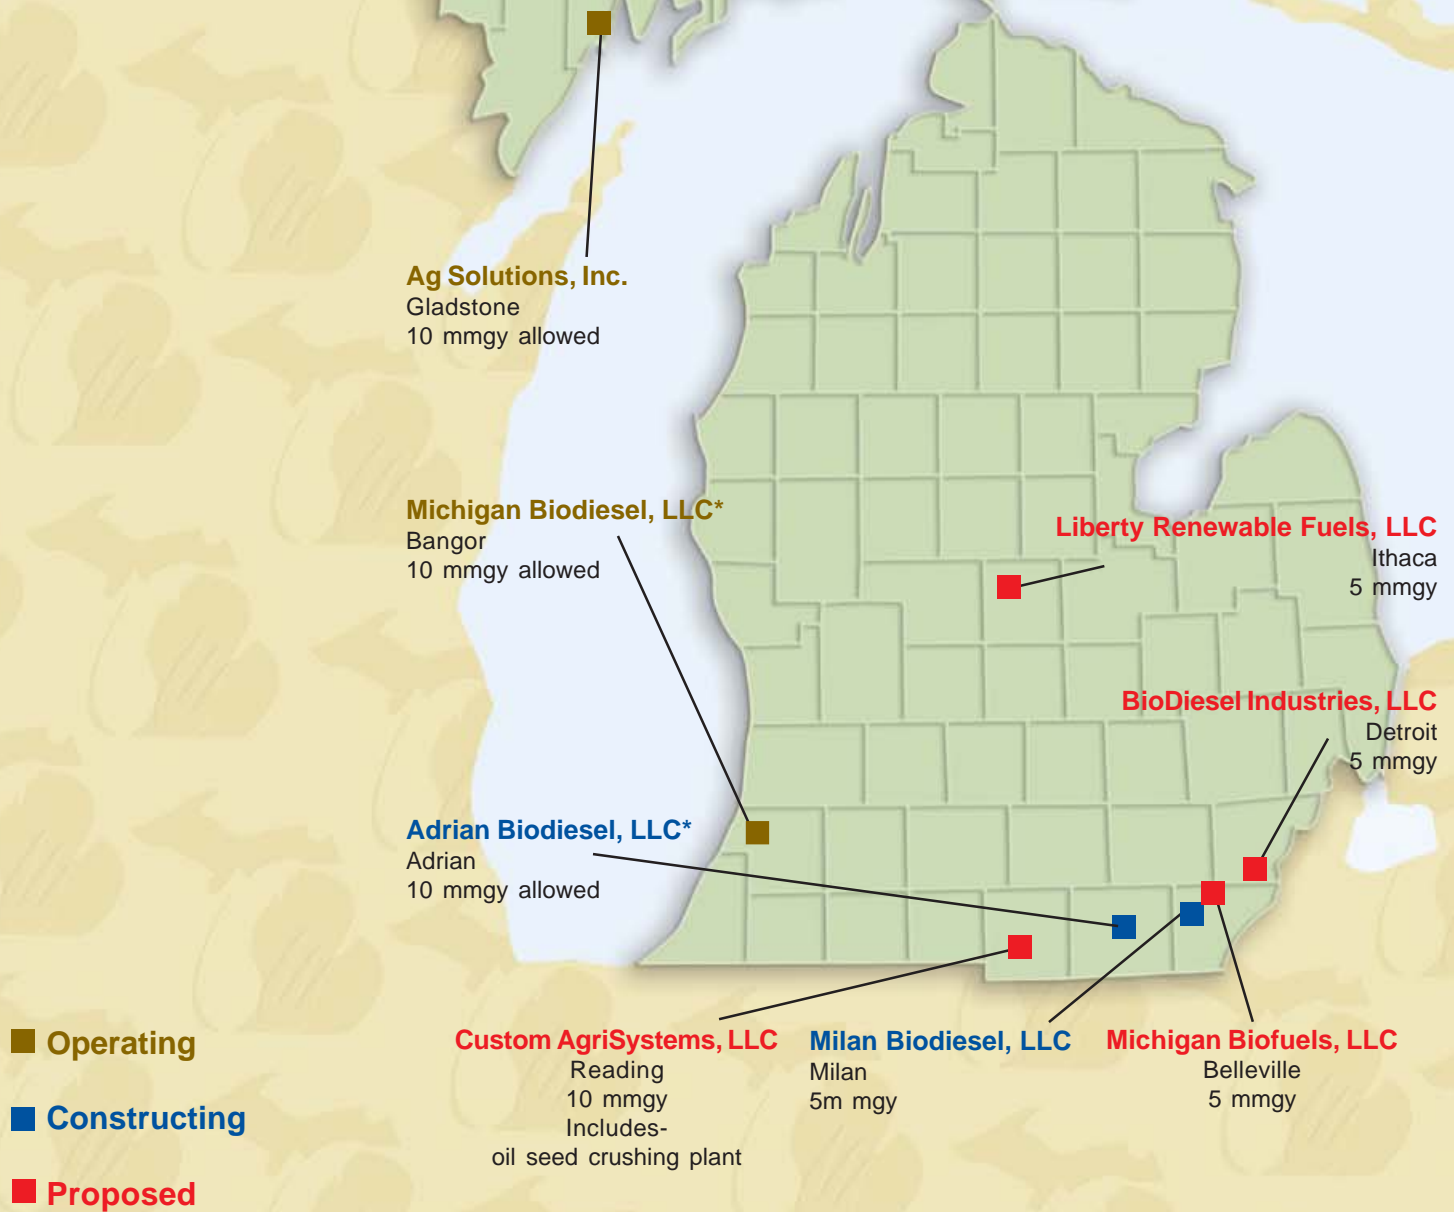 Ag Solutions, Inc.
Gladstone
10 mmgy allowed
Michigan Biodiesel, LLC*
Bangor
10 mmgy allowed
Liberty Renewable Fuels, LLC
Ithaca
5 mmgy
BioDiesel Industries, LLC
Detroit
5 mmgy
Adrian Biodiesel, LLC*
Adrian
10 mmgy allowed
Custom AgriSystems, LLC
Reading
10 mmgy
Includes-
oil seed crushing plant
Milan Biodiesel, LLC
Milan
5m mgy
Michigan Biofuels, LLC
Belleville
5 mmgy
Operating
Constructing
Proposed